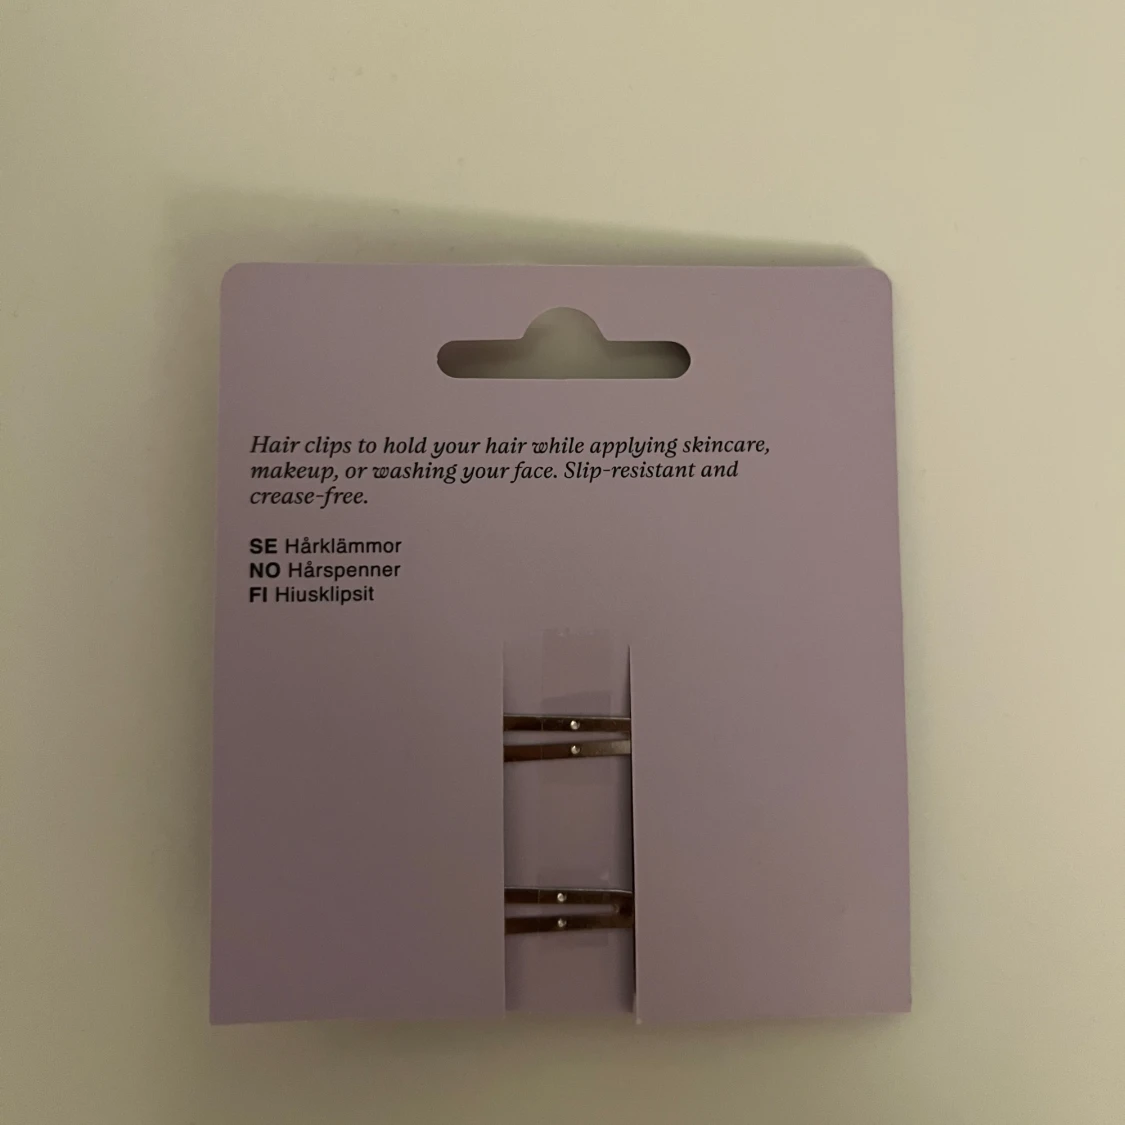 Hair clips to hold your hair while applying skincare,
makeup, or washing your face. Slip-resistant and
crease-free.
SE Hårklämmor
NO Hårspenner
FI Hiusklipsit